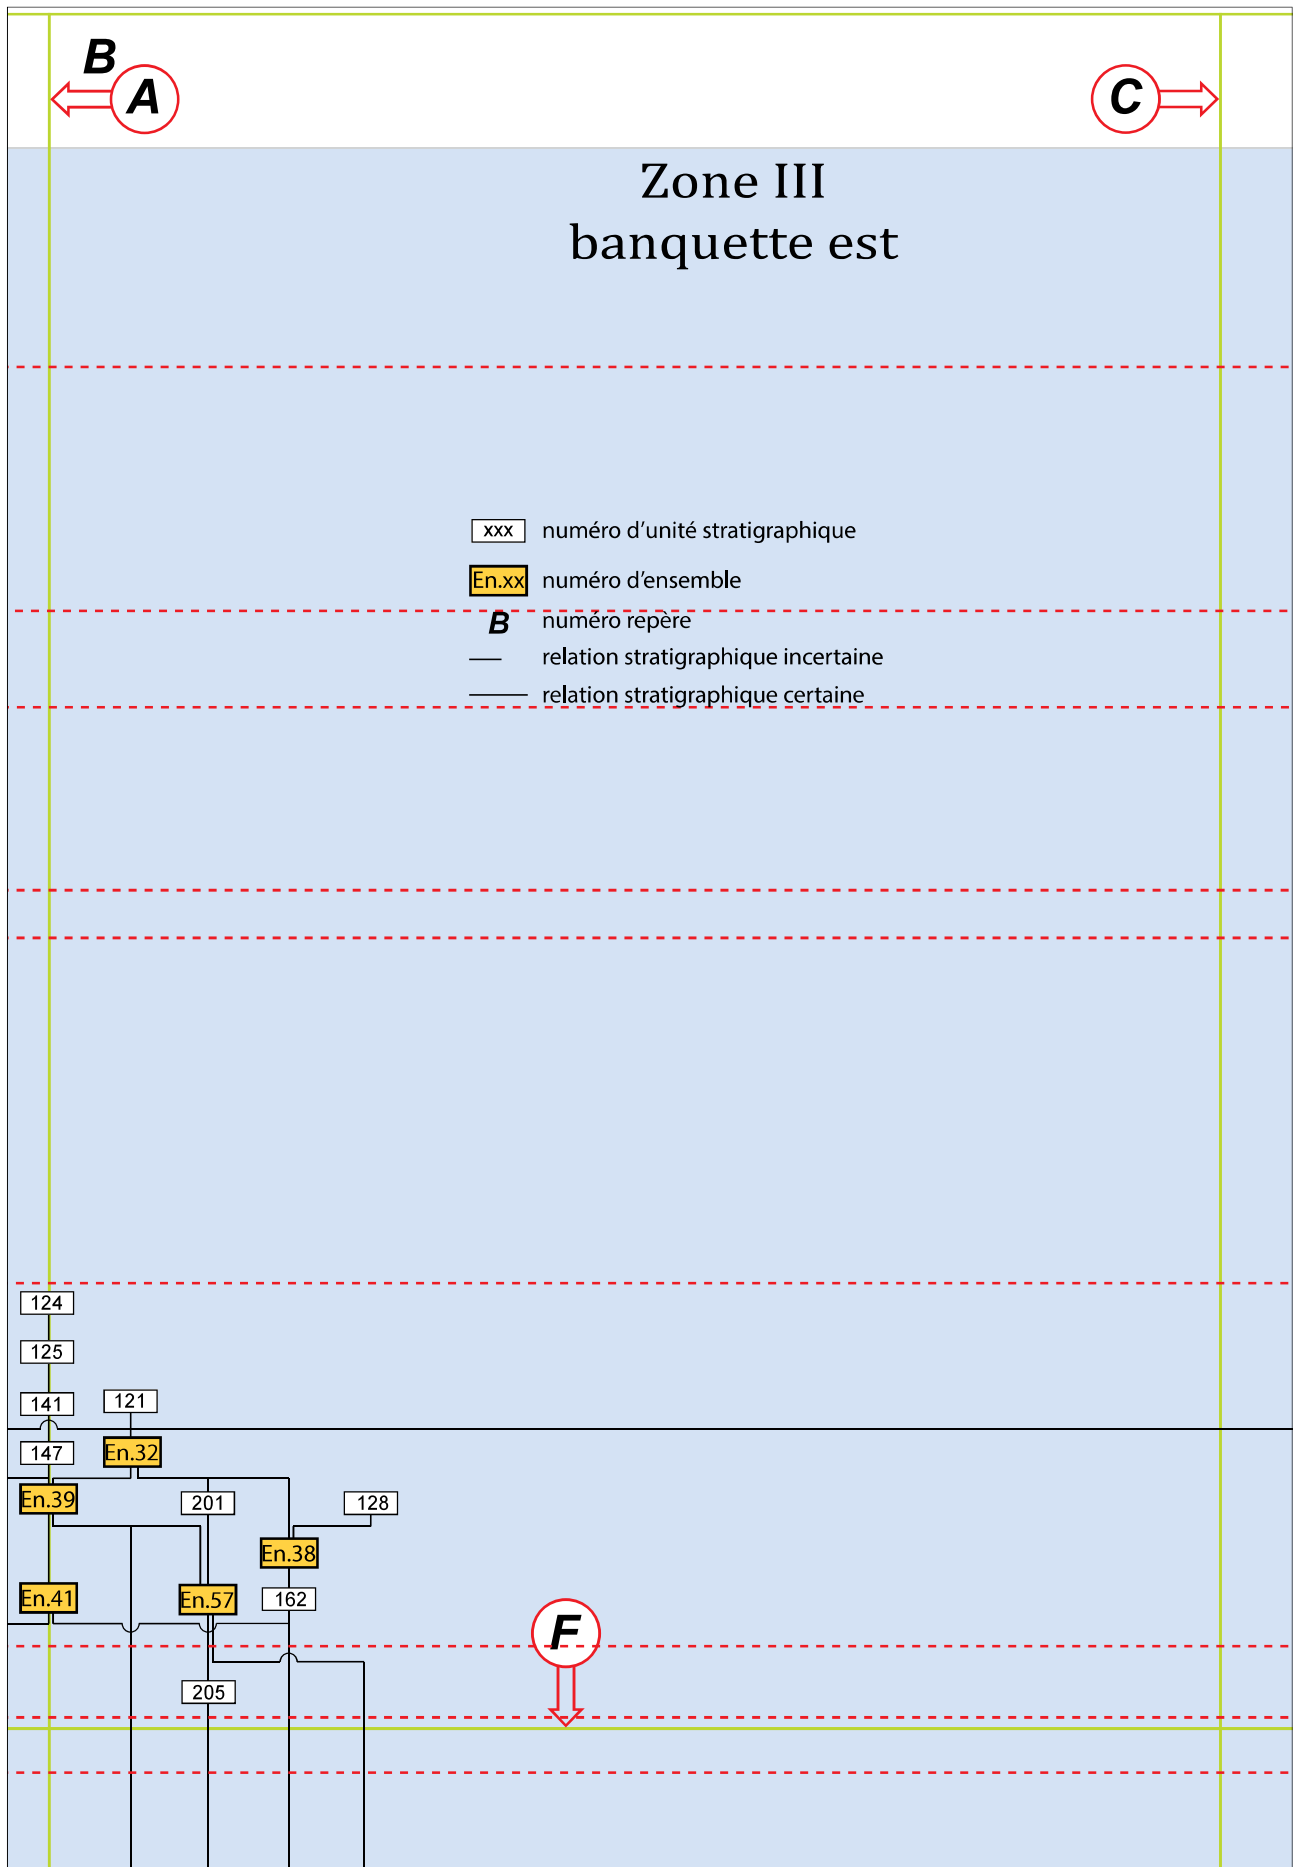 B
A
C
Zone III
banquette est
xxx numéro d'unité stratigraphique
En.xx numéro d'ensemble
B numéro repère
relation stratigraphique incertaine
relation stratigraphique certaine
124
125
141 121
147 En.32
En.39 201 128
En.38
En.41 En.57 162
F
205